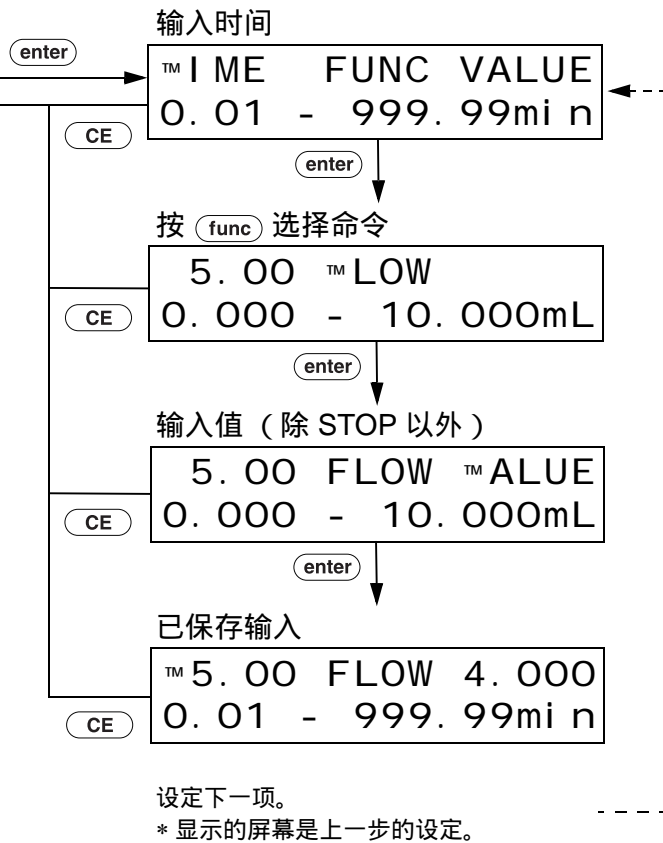 输入时间
enter
™IME FUNC VALUE
0.01 - 999.99min
CE
enter
按 func 选择命令
5.00 ™LOW
0.000 - 10.000mL
CE
enter
输入值（除 STOP 以外）
5.00 FLOW ™ALUE
0.000 - 10.000mL
CE
enter
已保存输入
™5.00 FLOW 4.000
0.01 - 999.99min
CE
设定下一项。
* 显示的屏幕是上一步的设定。